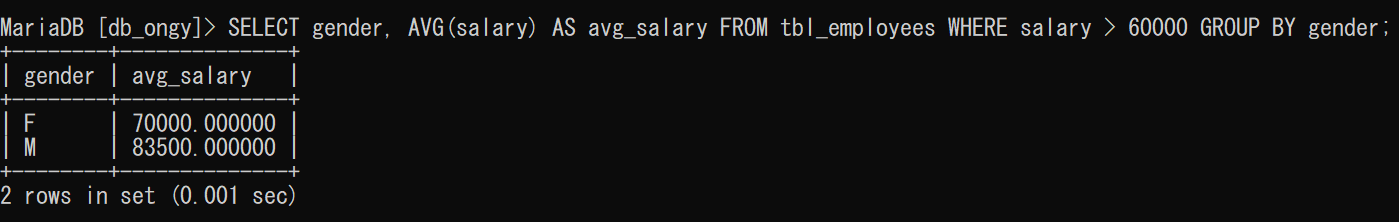 MariaDB [db_ongy]> SELECT gender, AVG(salary) AS avg_salary FROM tbl_employees WHERE salary > 60000 GROUP BY gender;
+--------+--------------+
| gender | avg_salary   |
+--------+--------------+
| F      | 70000.000000 |
| M      | 83500.000000 |
+--------+--------------+
2 rows in set (0.001 sec)